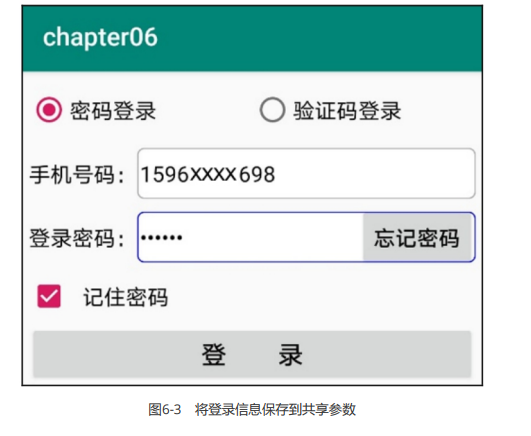 chapter06
密码登录 验证码登录
手机号码： 1596XXXX698
登录密码： •••••• 忘记密码
记住密码
登 录
图6-3 将登录信息保存到共享参数